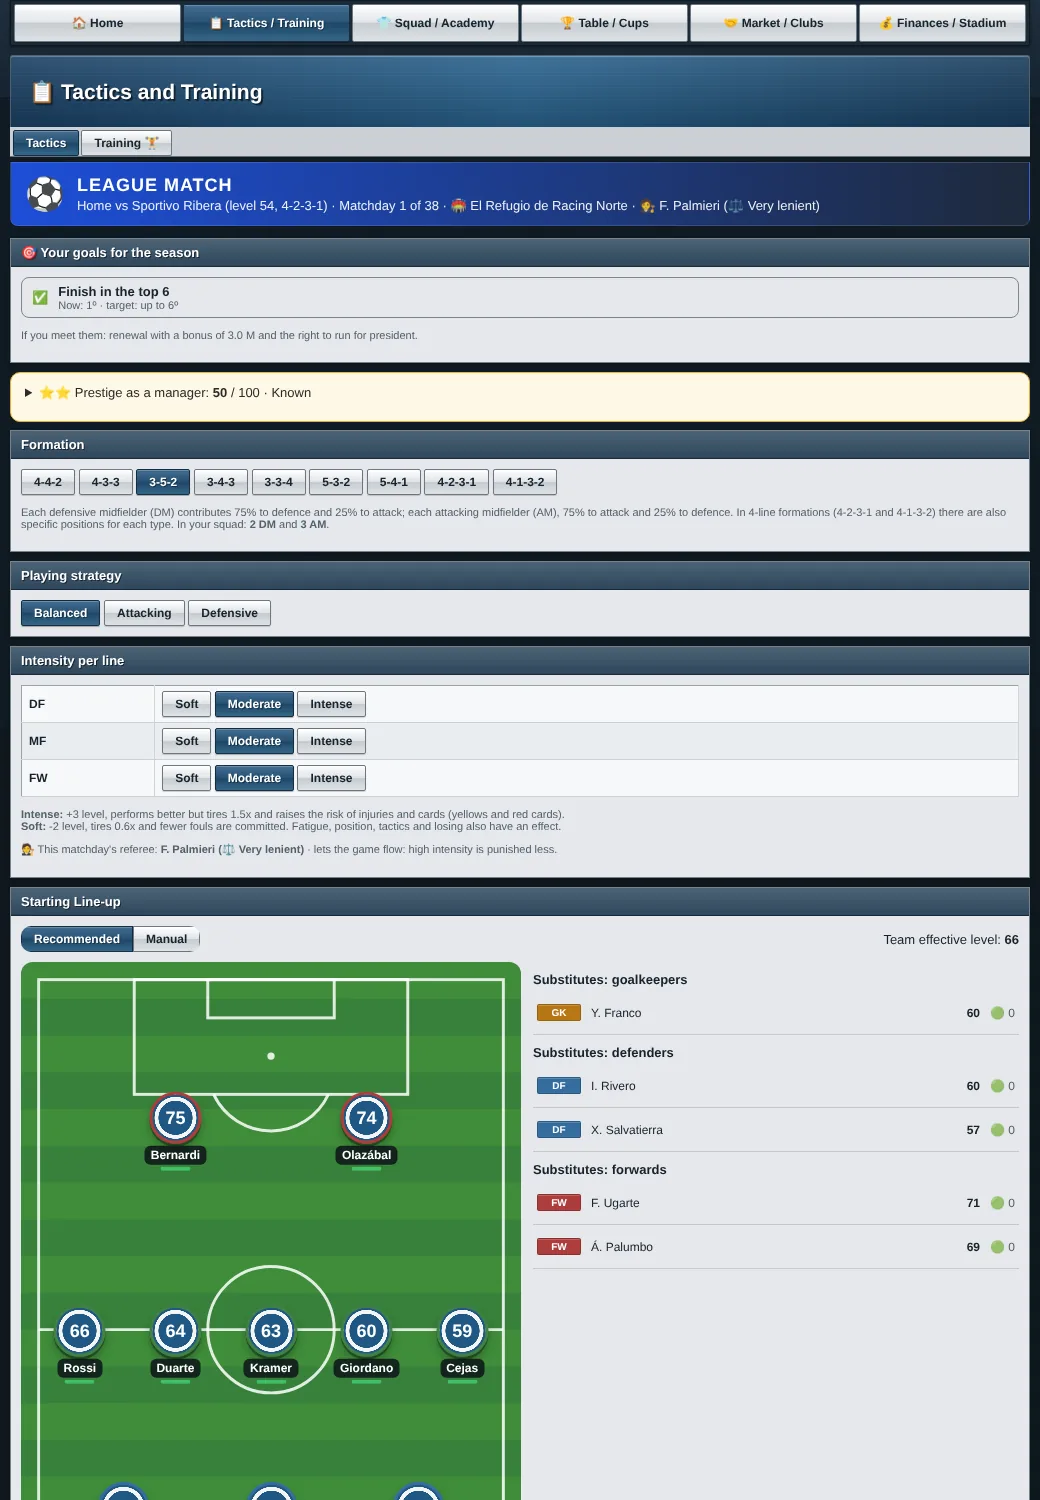 🏠 Home
📋 Tactics / Training
👕 Squad / Academy
🏆 Table / Cups
🤝 Market / Clubs
💰 Finances / Stadium
📋 Tactics and Training
Tactics
Training 🏋️
LEAGUE MATCH
Home vs Sportivo Ribera (level 54, 4-2-3-1) · Matchday 1 of 38 · 🏟️ El Refugio de Racing Norte · 🧑‍⚖️ F. Palmieri (⚖️ Very lenient)
🎯 Your goals for the season
✅ Finish in the top 6
Now: 1º · target: up to 6º
If you meet them: renewal with a bonus of 3.0 M and the right to run for president.
▶ ⭐⭐ Prestige as a manager: 50 / 100 · Known
Formation
4-4-2
4-3-3
3-5-2
3-4-3
3-3-4
5-3-2
5-4-1
4-2-3-1
4-1-3-2
Each defensive midfielder (DM) contributes 75% to defence and 25% to attack; each attacking midfielder (AM), 75% to attack and 25% to defence. In 4-line formations (4-2-3-1 and 4-1-3-2) there are also
specific positions for each type. In your squad: 2 DM and 3 AM.
Playing strategy
Balanced
Attacking
Defensive
Intensity per line
DF
Soft
Moderate
Intense
MF
Soft
Moderate
Intense
FW
Soft
Moderate
Intense
Intense: +3 level, performs better but tires 1.5x and raises the risk of injuries and cards (yellows and red cards).
Soft: -2 level, tires 0.6x and fewer fouls are committed. Fatigue, position, tactics and losing also have an effect.
🧑‍⚖️ This matchday's referee: F. Palmieri (⚖️ Very lenient) · lets the game flow: high intensity is punished less.
Starting Line-up
Recommended
Manual
Team effective level: 66
75
Bernardi
74
Olazábal
66
Rossi
64
Duarte
63
Kramer
60
Giordano
59
Cejas
Substitutes: goalkeepers
GK Y. Franco 60 🟢 0
Substitutes: defenders
DF I. Rivero 60 🟢 0
DF X. Salvatierra 57 🟢 0
Substitutes: forwards
FW F. Ugarte 71 🟢 0
FW Á. Palumbo 69 🟢 0